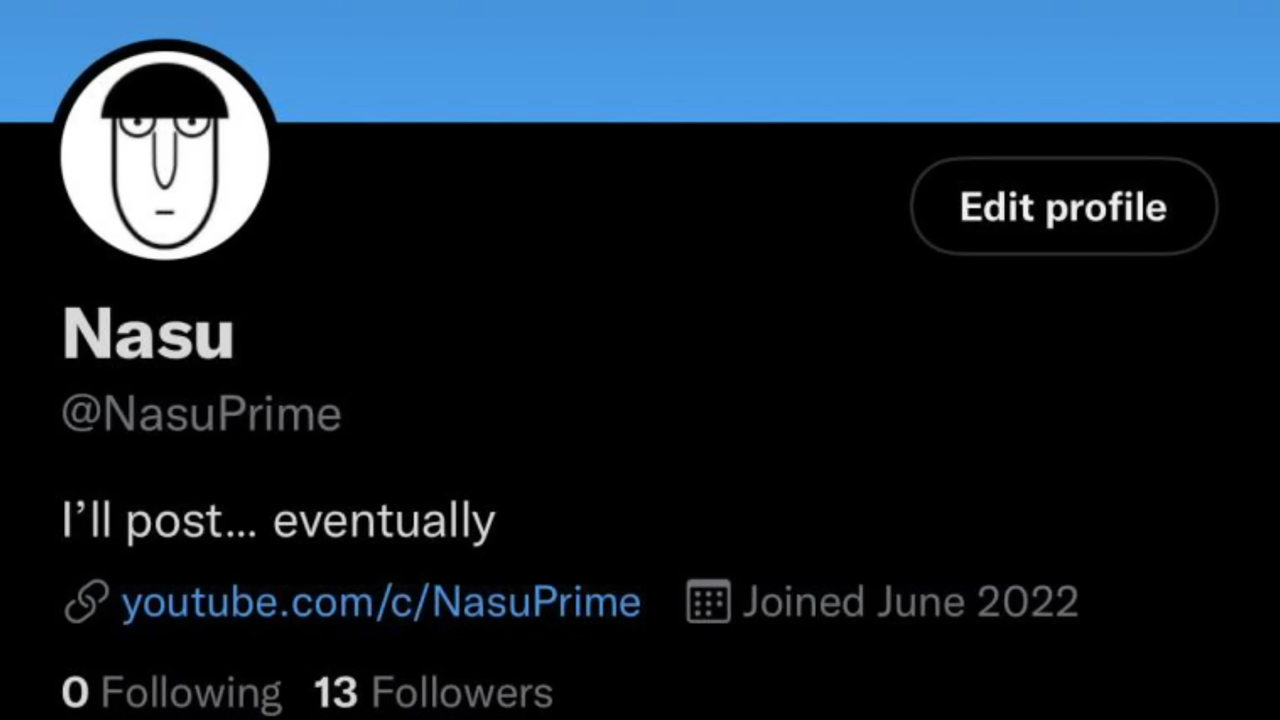 Edit profile
Nasu
@NasuPrime
I’ll post... eventually
youtube.com/c/NasuPrime Joined June 2022
0 Following 13 Followers